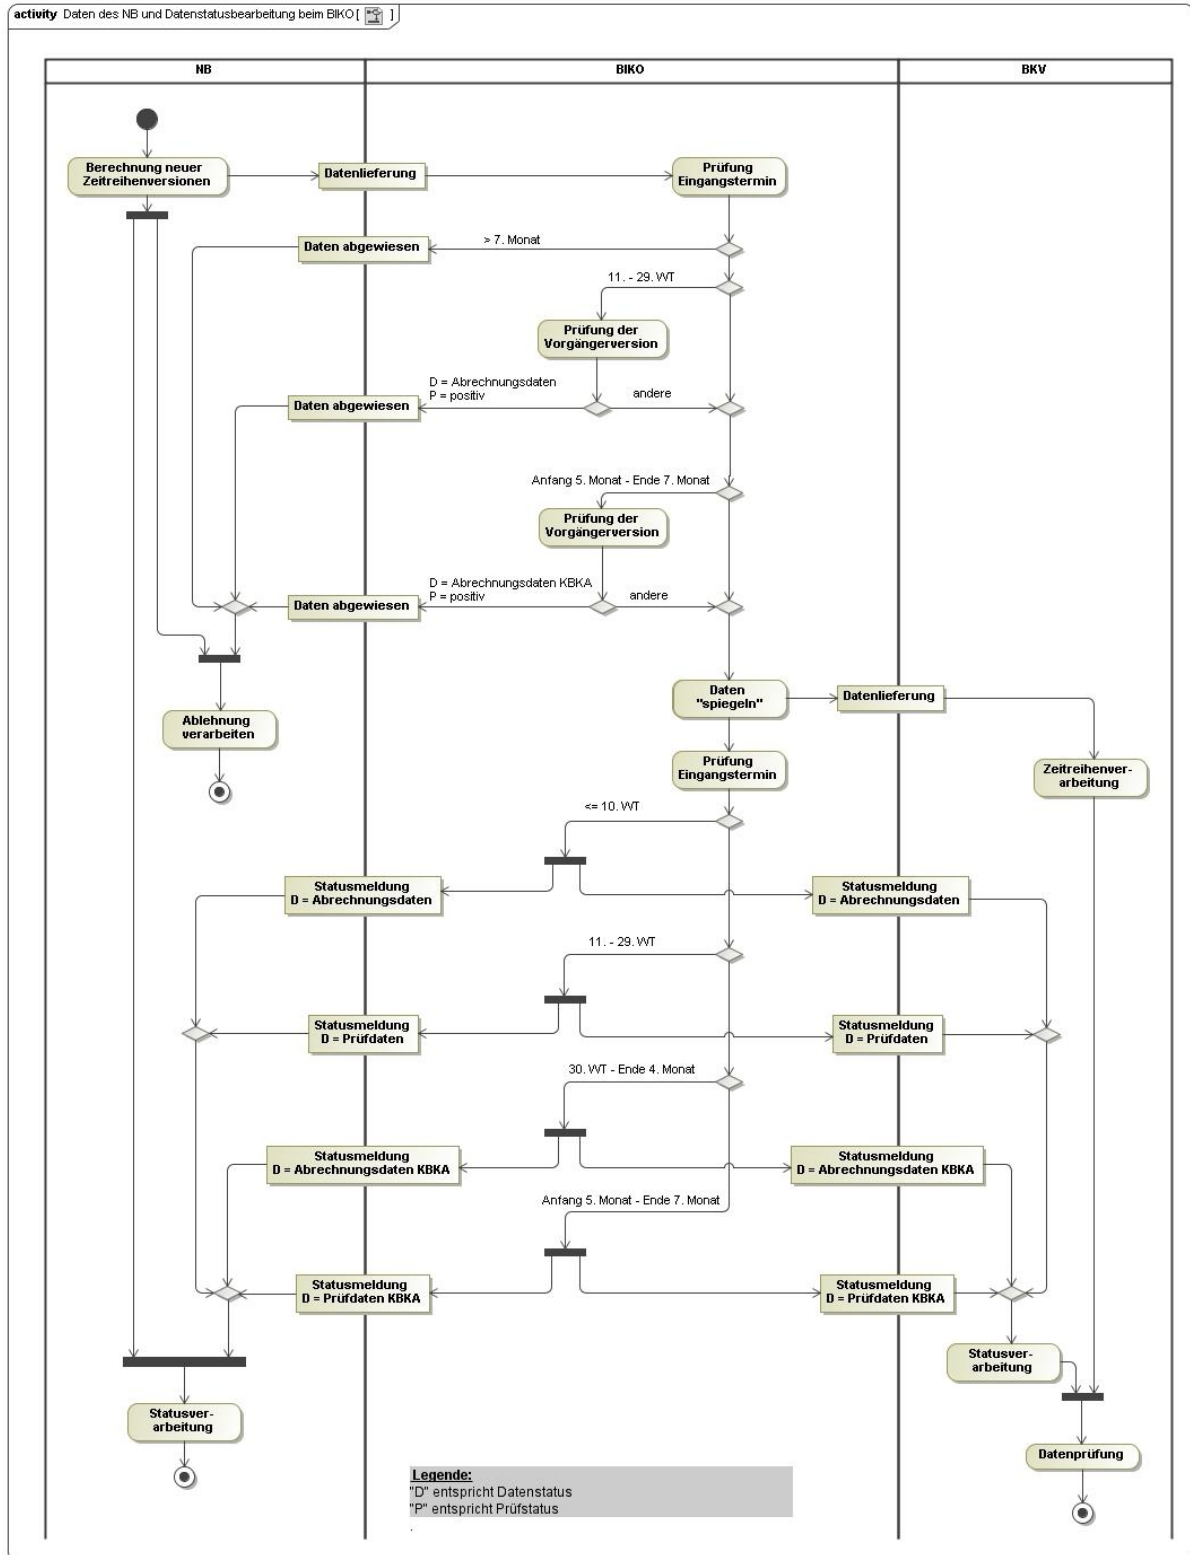 activity Daten des NB und Datenstatusbearbeitung beim BIKO [ ]
NB
BIKO
BKV
Berechnung neuer
Zeitreihenversionen
Datenlieferung
Prüfung
Eingangstermin
> 7. Monat
Daten abgewiesen
11. - 29. WT
Prüfung der
Vorgängerversion
D = Abrechnungsdaten
P = positiv
andere
Daten abgewiesen
Anfang 5. Monat - Ende 7. Monat
Prüfung der
Vorgängerversion
D = Abrechnungsdaten KBKA
P = positiv
andere
Daten abgewiesen
Daten
"spiegeln"
Datenlieferung
Ablehnung
verarbeiten
Prüfung
Eingangstermin
Zeitreihenver-
arbeitung
<= 10. WT
Statusmeldung
D = Abrechnungsdaten
Statusmeldung
D = Abrechnungsdaten
11. - 29. WT
Statusmeldung
D = Prüfdaten
Statusmeldung
D = Prüfdaten
30. WT - Ende 4. Monat
Statusmeldung
D = Abrechnungsdaten KBKA
Statusmeldung
D = Abrechnungsdaten KBKA
Anfang 5. Monat - Ende 7. Monat
Statusmeldung
D = Prüfdaten KBKA
Statusmeldung
D = Prüfdaten KBKA
Statusver-
arbeitung
Statusver-
arbeitung
Datenprüfung
Legende:
"D" entspricht Datenstatus
"P" entspricht Prüfstatus
.